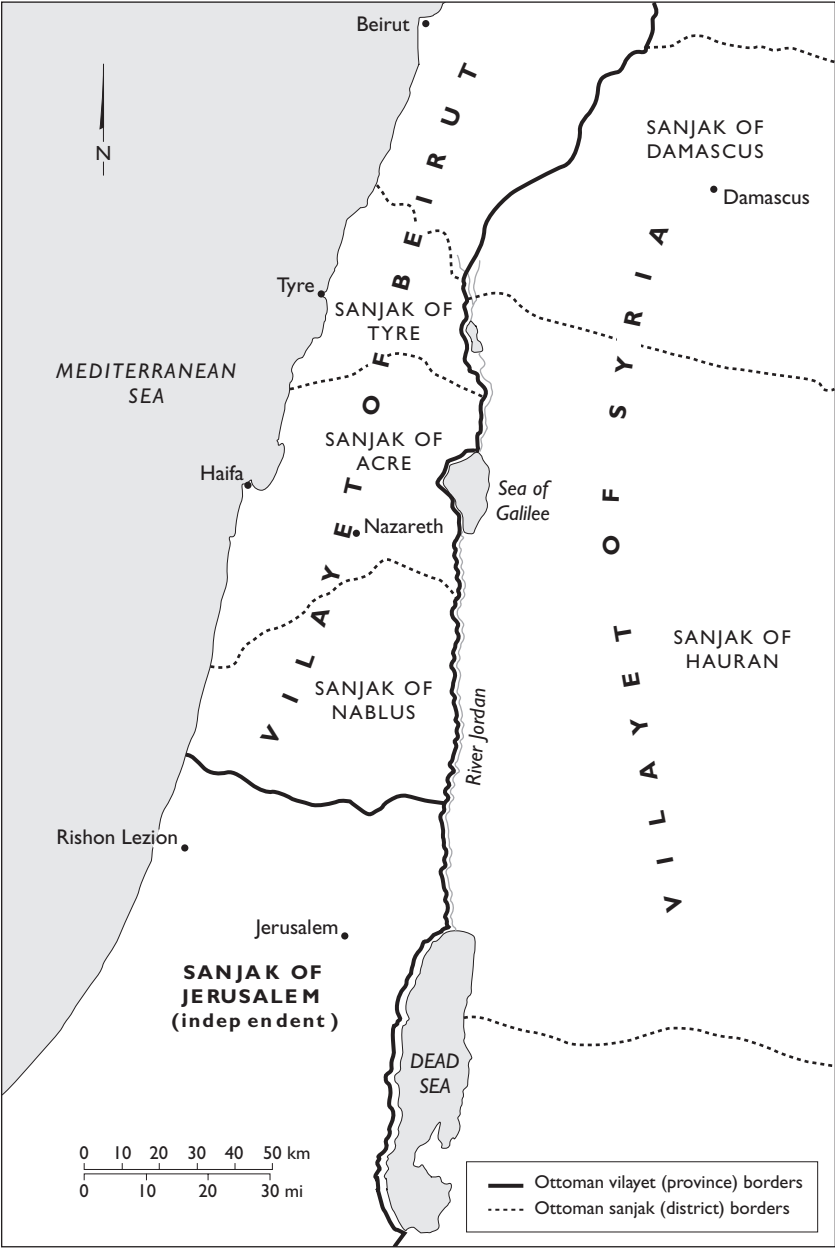 Beirut
N
SANJAK OF
DAMASCUS
Damascus
VILAYET OF BEIRUT
VILAYET OF SYRIA
Tyre
SANJAK OF
TYRE
MEDITERRANEAN
SEA
SANJAK OF
ACRE
Haifa
Sea of
Galilee
Nazareth
SANJAK OF
HAURAN
SANJAK OF
NABLUS
River Jordan
Rishon Lezion
Jerusalem
SANJAK OF
JERUSALEM
(independent)
DEAD
SEA
0 10 20 30 40 50 km
0 10 20 30 mi
Ottoman vilayet (province) borders
Ottoman sanjak (district) borders